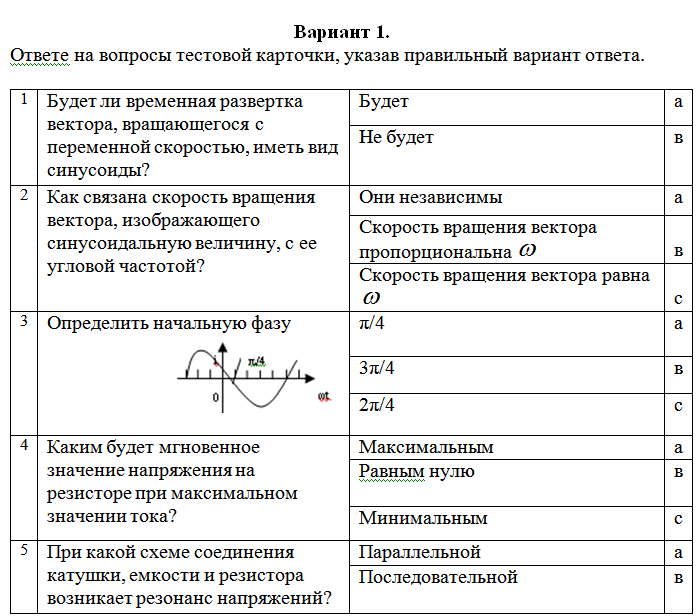 Вариант 1.
Ответе на вопросы тестовой карточки, указав правильный вариант ответа.
1 Будет ли временная развертка вектора, вращающегося с переменной скоростью, иметь вид синусоиды?
Будет а
Не будет в
2 Как связана скорость вращения вектора, изображающего синусоидальную величину, с ее угловой частотой?
Они независимы а
Скорость вращения вектора пропорциональна ω в
Скорость вращения вектора равна ω с
3 Определить начальную фазу
i π/4
0 ωt
π/4 а
3π/4 в
2π/4 с
4 Каким будет мгновенное значение напряжения на резисторе при максимальном значении тока?
Максимальным а
Равным нулю в
Минимальным с
5 При какой схеме соединения катушки, емкости и резистора возникает резонанс напряжений?
Параллельной а
Последовательной в